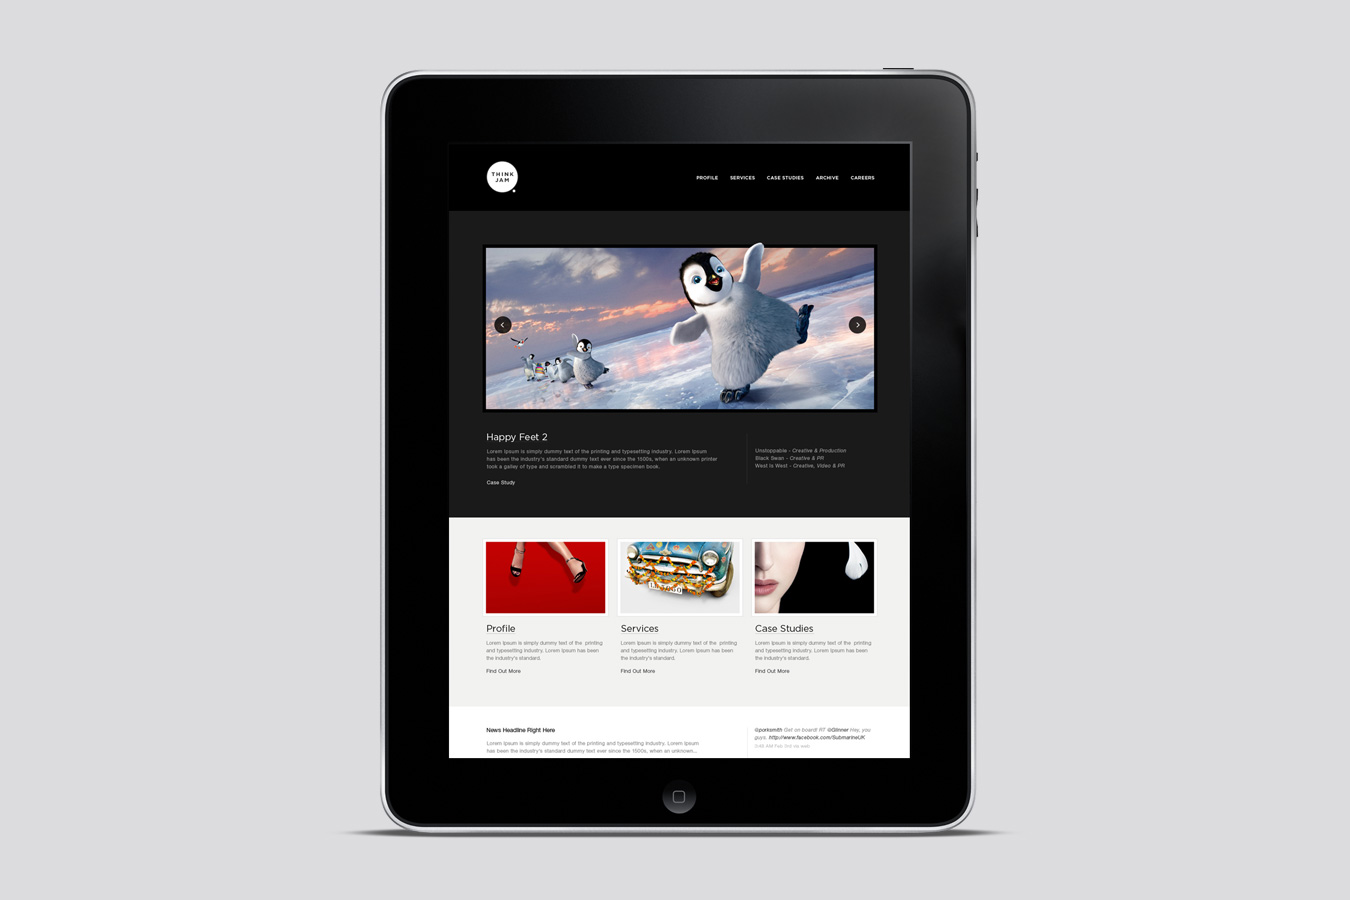 THINK
JAM
PROFILE SERVICES CASE STUDIES ARCHIVE CAREERS
Happy Feet 2
Lorem Ipsum is simply dummy text of the printing and typesetting industry. Lorem Ipsum
has been the industry's standard dummy text ever since the 1500s, when an unknown printer
took a galley of type and scrambled it to make a type specimen book.
Case Study
Unstoppable - Creative & Production
Black Swan - Creative & PR
West Is West - Creative, Video & PR
Profile
Lorem Ipsum is simply dummy text of the printing
and typesetting industry. Lorem Ipsum has been
the industry's standard.
Find Out More
Services
Lorem Ipsum is simply dummy text of the printing
and typesetting industry. Lorem Ipsum has been
the industry's standard.
Find Out More
Case Studies
Lorem Ipsum is simply dummy text of the printing
and typesetting industry. Lorem Ipsum has been
the industry's standard.
Find Out More
News Headline Right Here
Lorem Ipsum is simply dummy text of the printing and typesetting industry. Lorem Ipsum
has been the industry's standard dummy text ever since the 1500s, when an unknown...
@porksmith Get on board! RT @Glinner Hey, you
guys. http://www.facebook.com/SubmarineUK